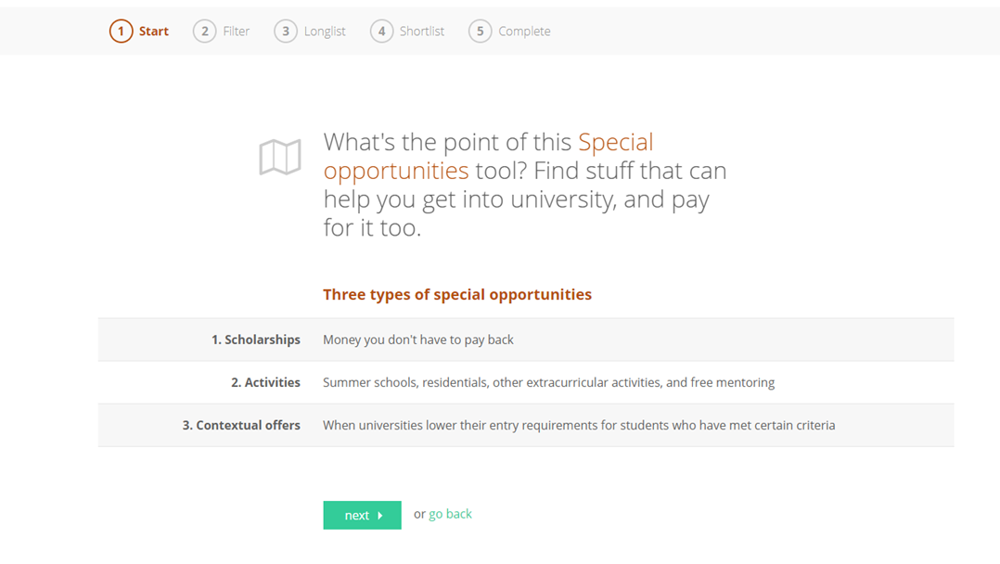 1 Start 2 Filter 3 Longlist 4 Shortlist 5 Complete
What's the point of this Special
opportunities tool? Find stuff that can
help you get into university, and pay
for it too.
Three types of special opportunities
1. Scholarships Money you don't have to pay back
2. Activities Summer schools, residentials, other extracurricular activities, and free mentoring
3. Contextual offers When universities lower their entry requirements for students who have met certain criteria
next or go back